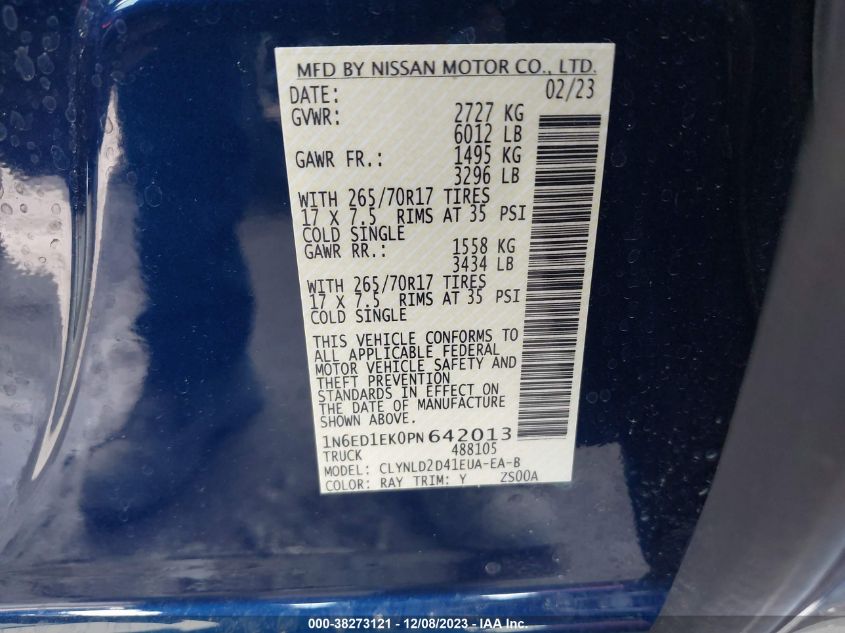 MFD BY NISSAN MOTOR CO., LTD.
DATE: 02/23
GVWR: 2727 KG
6012 LB
GAWR FR.: 1495 KG
3296 LB
WITH 265/70R17 TIRES
17 X 7.5 RIMS AT 35 PSI
COLD SINGLE
GAWR RR.: 1558 KG
3434 LB
WITH 265/70R17 TIRES
17 X 7.5 RIMS AT 35 PSI
COLD SINGLE
THIS VEHICLE CONFORMS TO
ALL APPLICABLE FEDERAL
MOTOR VEHICLE SAFETY AND
THEFT PREVENTION
STANDARDS IN EFFECT ON
THE DATE OF MANUFACTURE
SHOWN ABOVE.
1N6ED1EK0PN642013
TRUCK 488105
MODEL: CLYNLD2D41EUA-EA-B
COLOR: RAY TRIM: Y ZS00A
000-38273121 - 12/08/2023 - IAA Inc.